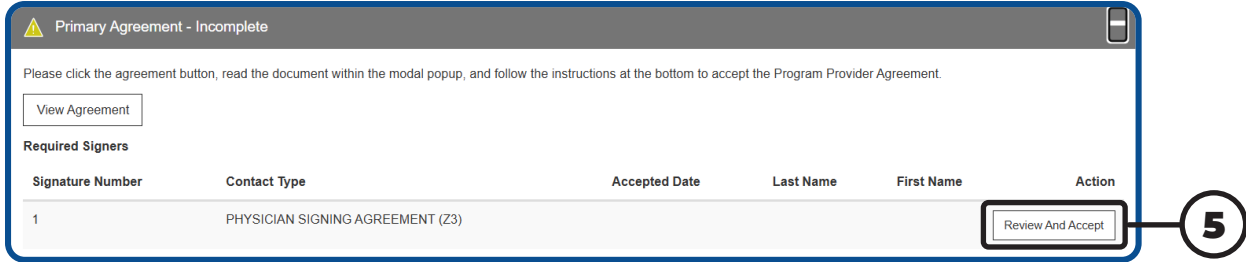 Primary Agreement - Incomplete
Please click the agreement button, read the document within the modal popup, and follow the instructions at the bottom to accept the Program Provider Agreement.
View Agreement
Required Signers
Signature Number Contact Type Accepted Date Last Name First Name Action
1 PHYSICIAN SIGNING AGREEMENT (Z3) Review And Accept 5